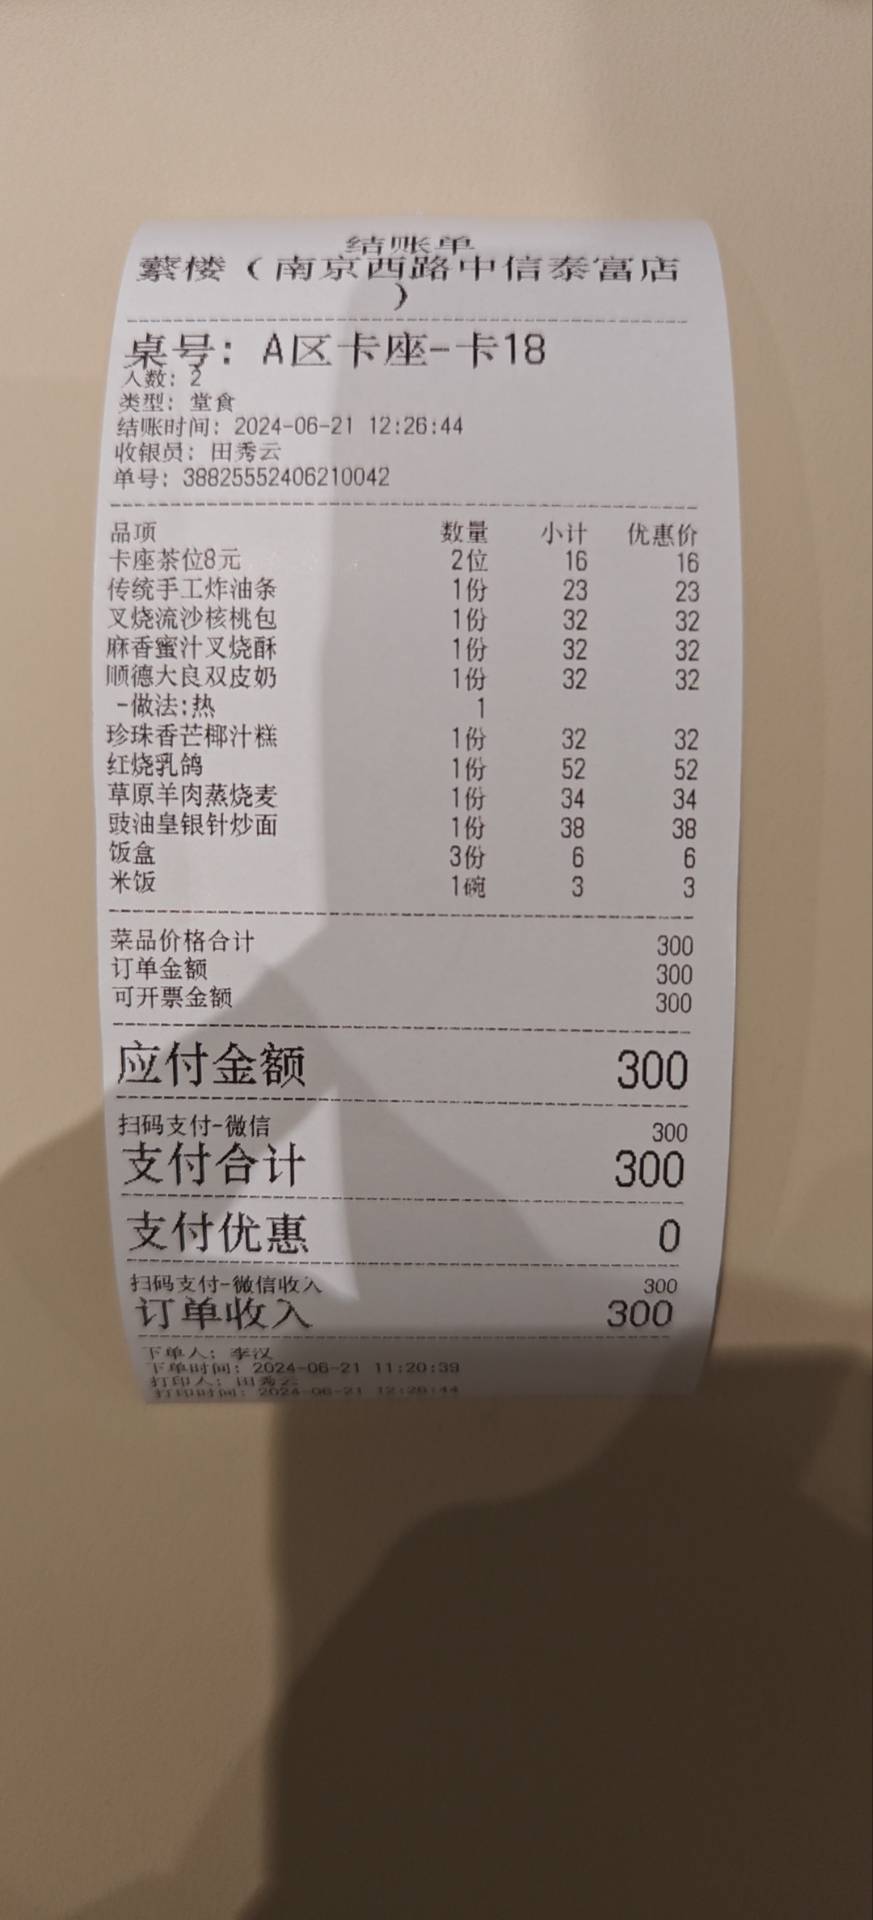 结账单
蘩楼（南京西路中信泰富店
）
桌号: A区卡座-卡18
人数: 2
类型: 堂食
结账时间: 2024-06-21 12:26:44
收银员: 田秀云
单号: 38825552406210042
品项 数量 小计 优惠价
卡座茶位8元 2位 16 16
传统手工炸油条 1份 23 23
叉烧流沙核桃包 1份 32 32
麻香蜜汁叉烧酥 1份 32 32
顺德大良双皮奶 1份 32 32
-做法:热 1
珍珠香芒椰汁糕 1份 32 32
红烧乳鸽 1份 52 52
草原羊肉蒸烧麦 1份 34 34
豉油皇银针炒面 1份 38 38
饭盒 3份 6 6
米饭 1碗 3 3
菜品价格合计 300
订单金额 300
可开票金额 300
应付金额 300
扫码支付-微信 300
支付合计 300
支付优惠 0
扫码支付-微信收入 300
订单收入 300
下单人: 李汉
下单时间: 2024-06-21 11:20:39
打印人: 田秀云
打印时间: 2024-06-21 12:26:44